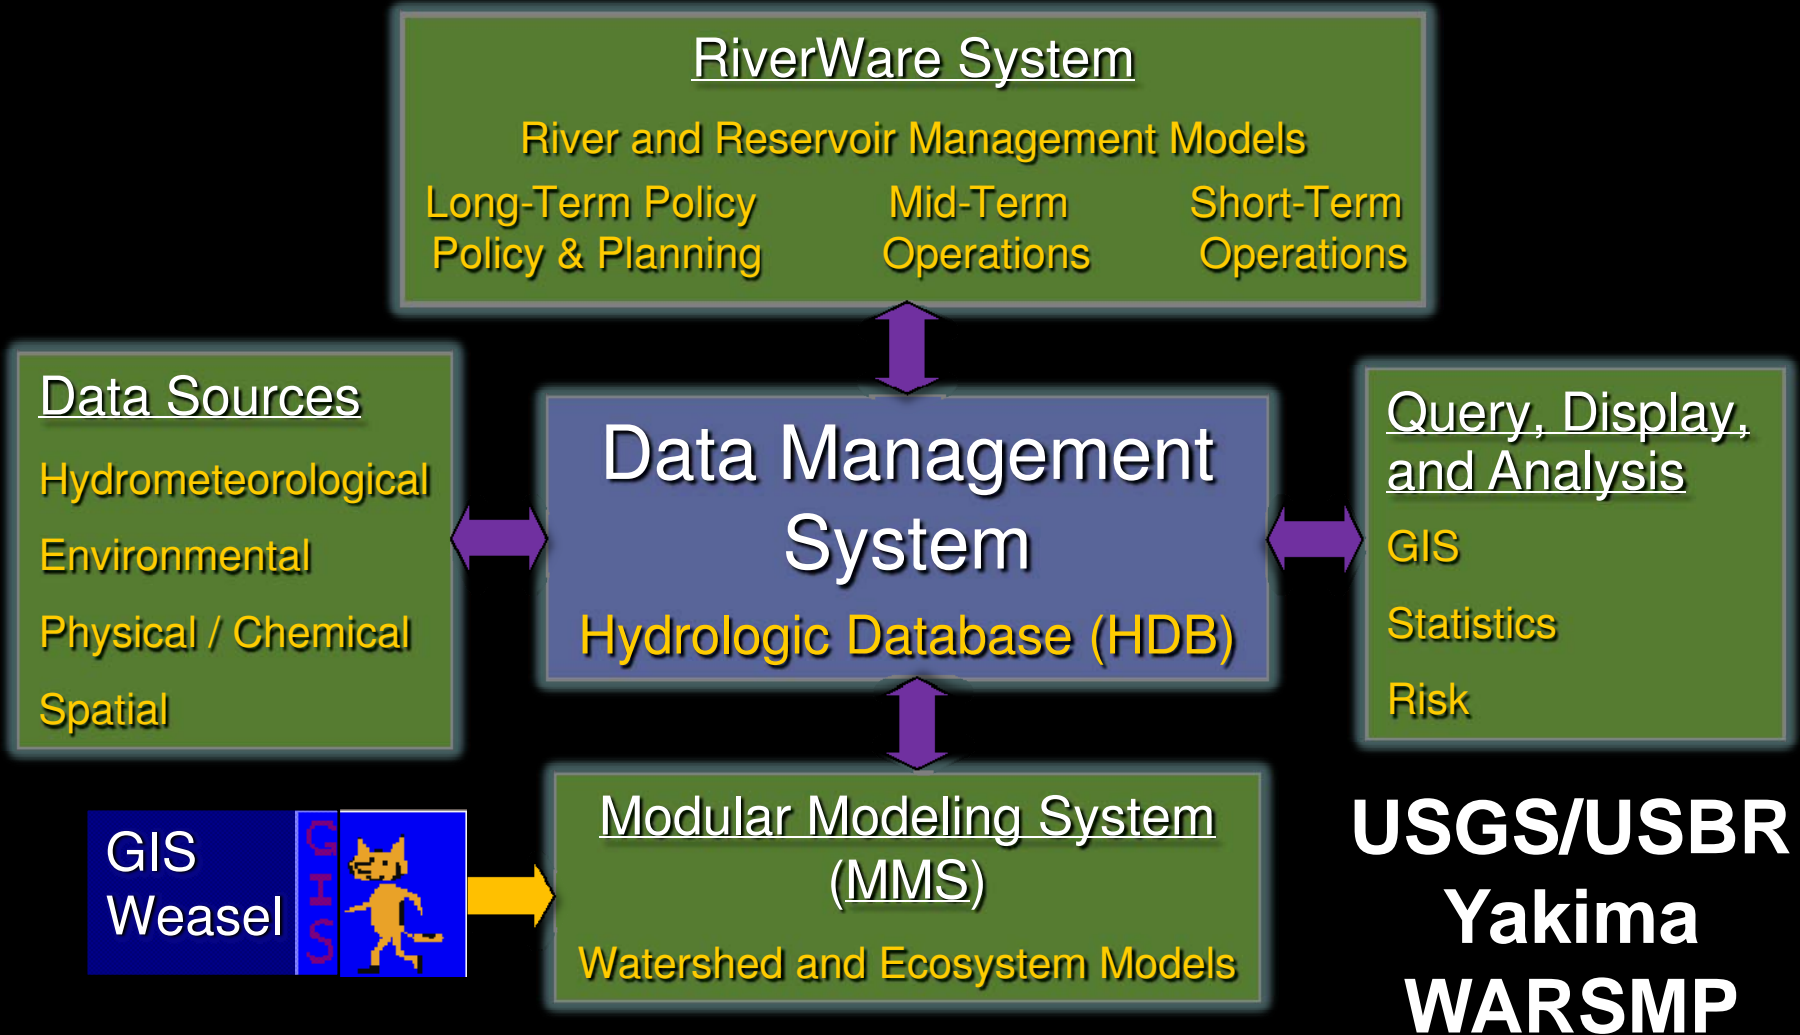 RiverWare System
River and Reservoir Management Models
Long-Term Policy Mid-Term Short-Term
Policy & Planning Operations Operations
Data Sources
Hydrometeorological
Environmental
Physical / Chemical
Spatial
Data Management
System
Hydrologic Database (HDB)
Query, Display,
and Analysis
GIS
Statistics
Risk
GIS
Weasel
GIS
Modular Modeling System
(MMS)
Watershed and Ecosystem Models
USGS/USBR
Yakima
WARSMP